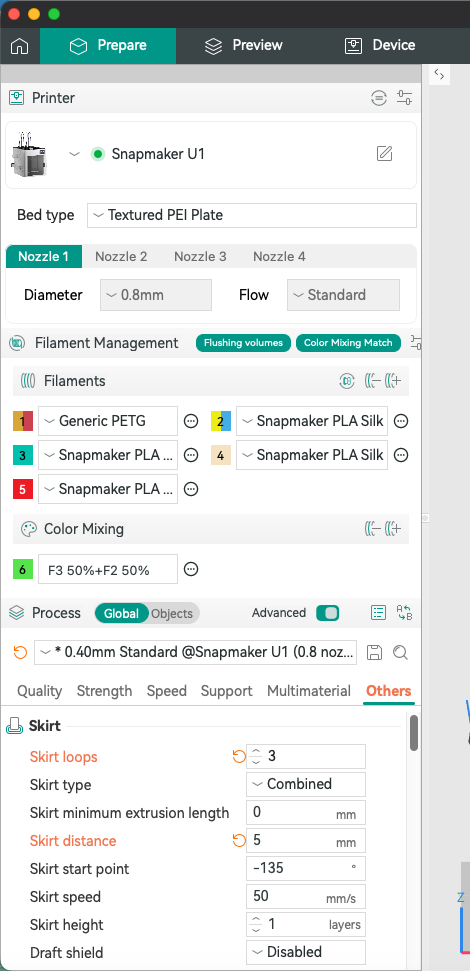 Prepare Preview Device
Printer
Snapmaker U1
Bed type Textured PEI Plate
Nozzle 1 Nozzle 2 Nozzle 3 Nozzle 4
Diameter 0.8mm Flow Standard
Filament Management Flushing volumes Color Mixing Match
Filaments
1 Generic PETG 2 Snapmaker PLA Silk
3 Snapmaker PLA ... 4 Snapmaker PLA Silk
5 Snapmaker PLA ...
Color Mixing
6 F3 50%+F2 50%
Process Global Objects Advanced
* 0.40mm Standard @Snapmaker U1 (0.8 noz...
Quality Strength Speed Support Multimaterial Others
Skirt
Skirt loops 3
Skirt type Combined
Skirt minimum extrusion length 0 mm
Skirt distance 5 mm
Skirt start point -135 °
Skirt speed 50 mm/s
Skirt height 1 layers
Draft shield Disabled
Z